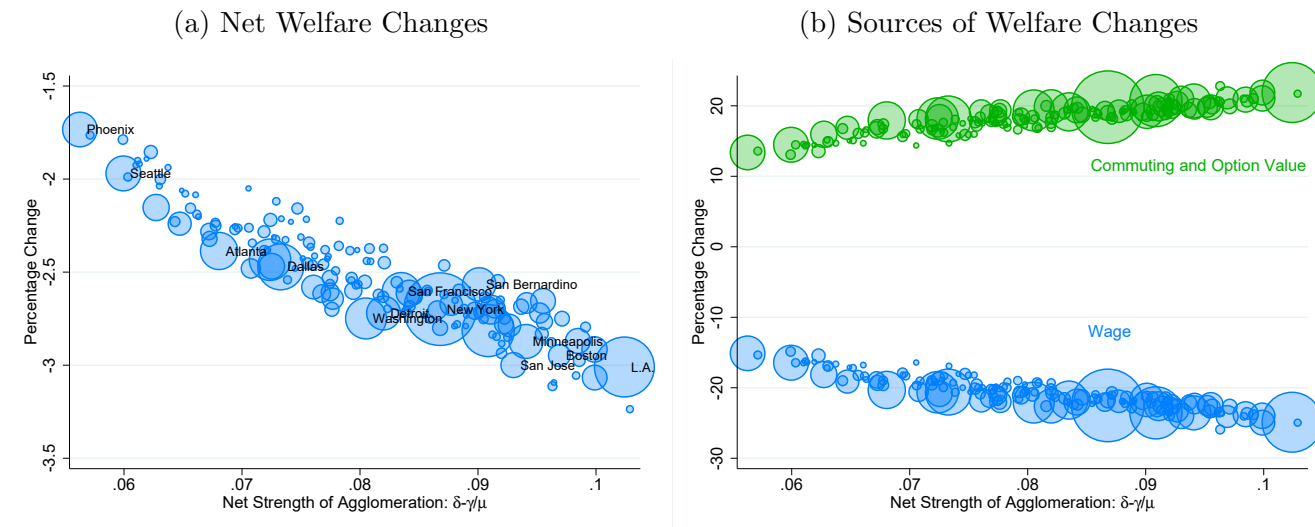 (a) Net Welfare Changes
Percentage Change
-1.5
-2
-2.5
-3
-3.5
Phoenix
Seattle
Atlanta
Dallas
San Bernardino
San Francisco
New York
Detroit
Washington
Minneapolis
Boston
San Jose
L.A.
.06 .07 .08 .09 .1
Net Strength of Agglomeration: δ-γ/μ
(b) Sources of Welfare Changes
Percentage Change
20
10
0
-10
-20
-30
Commuting and Option Value
Wage
.06 .07 .08 .09 .1
Net Strength of Agglomeration: δ-γ/μ